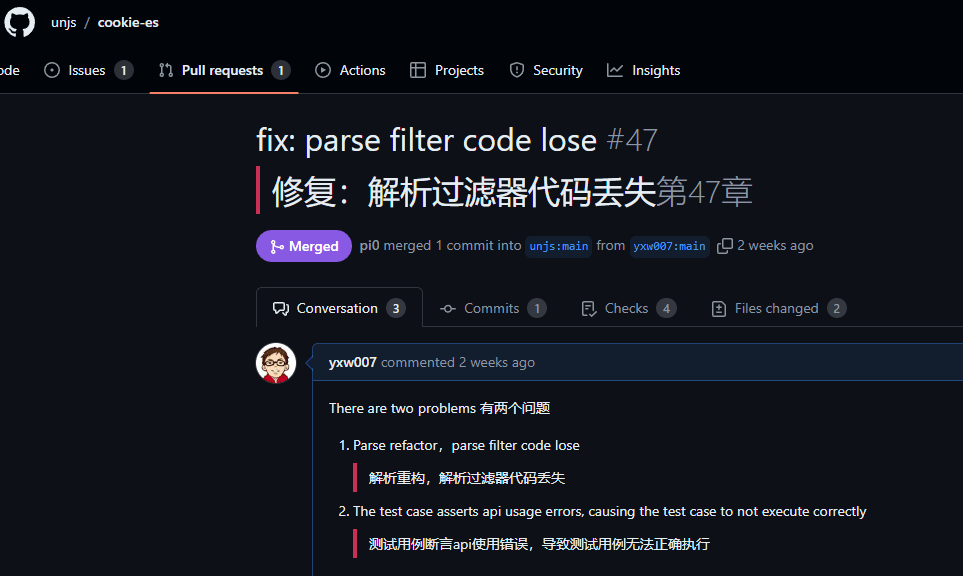 unjs / cookie-es
ode Issues 1 Pull requests 1 Actions Projects Security Insights
fix: parse filter code lose #47
修复：解析过滤器代码丢失第47章
Merged pi0 merged 1 commit into unjs:main from yxw007:main 2 weeks ago
Conversation 3 Commits 1 Checks 4 Files changed 2
yxw007 commented 2 weeks ago
There are two problems 有两个问题
1. Parse refactor，parse filter code lose
解析重构，解析过滤器代码丢失
2. The test case asserts api usage errors, causing the test case to not execute correctly
测试用例断言api使用错误，导致测试用例无法正确执行